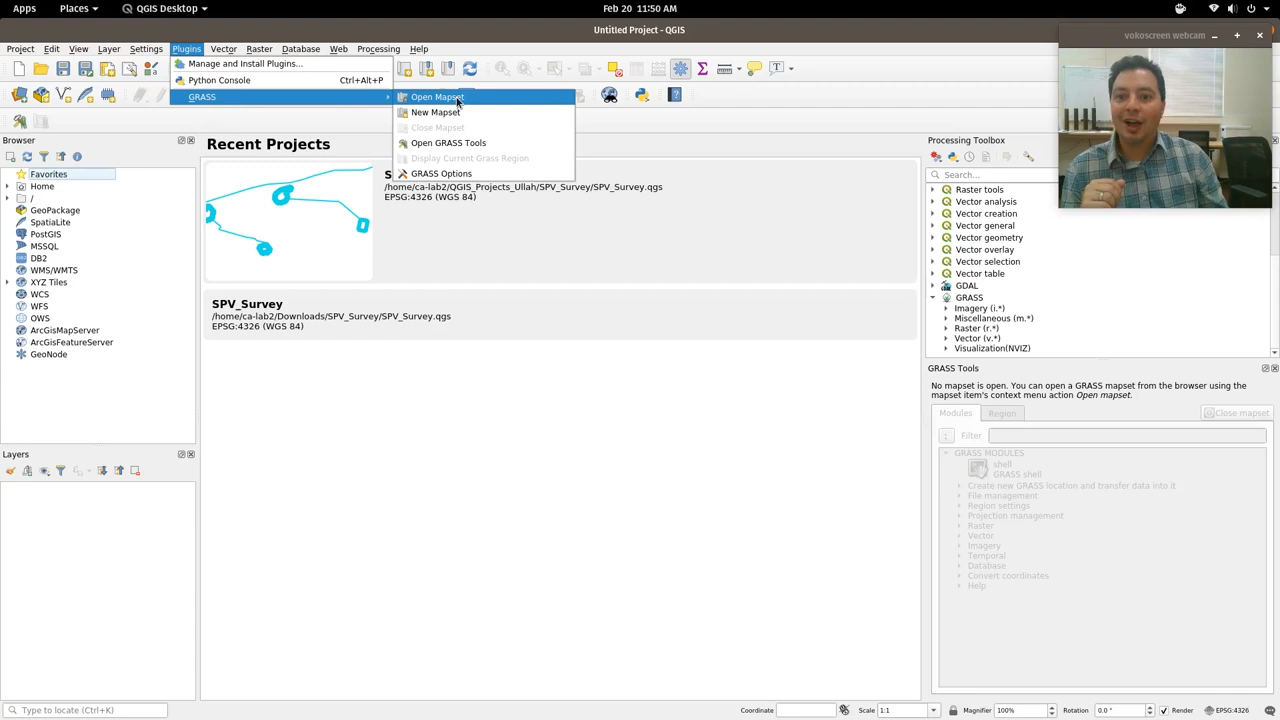 Apps Places QGIS Desktop Feb 20 11:50 AM
Untitled Project - QGIS
vokoscreen webcam
Project Edit View Layer Settings Plugins Vector Raster Database Web Processing Help
Manage and Install Plugins...
Python Console Ctrl+Alt+P
GRASS
Open Mapset
New Mapset
Close Mapset
Open GRASS Tools
Display Current Grass Region
GRASS Options
Browser
Favorites
Home
/
GeoPackage
SpatiaLite
PostGIS
MSSQL
DB2
WMS/WMTS
XYZ Tiles
WCS
WFS
OWS
ArcGisMapServer
ArcGisFeatureServer
GeoNode
Layers
Recent Projects
S
/home/ca-lab2/QGIS_Projects_Ullah/SPV_Survey/SPV_Survey.qgs
EPSG:4326 (WGS 84)
SPV_Survey
/home/ca-lab2/Downloads/SPV_Survey/SPV_Survey.qgs
EPSG:4326 (WGS 84)
Processing Toolbox
Search...
Raster tools
Vector analysis
Vector creation
Vector general
Vector geometry
Vector overlay
Vector selection
Vector table
GDAL
GRASS
Imagery (i.*)
Miscellaneous (m.*)
Raster (r.*)
Vector (v.*)
Visualization(NVIZ)
GRASS Tools
No mapset is open. You can open a GRASS mapset from the browser using the
mapset item's context menu action Open mapset.
Modules Region Close mapset
Filter
GRASS MODULES
shell
GRASS shell
Create new GRASS location and transfer data into it
File management
Region settings
Projection management
Raster
Vector
Imagery
Temporal
Database
Convert coordinates
Help
Type to locate (Ctrl+K) Coordinate Scale 1:1 Magnifier 100% Rotation 0.0 ° Render EPSG:4326